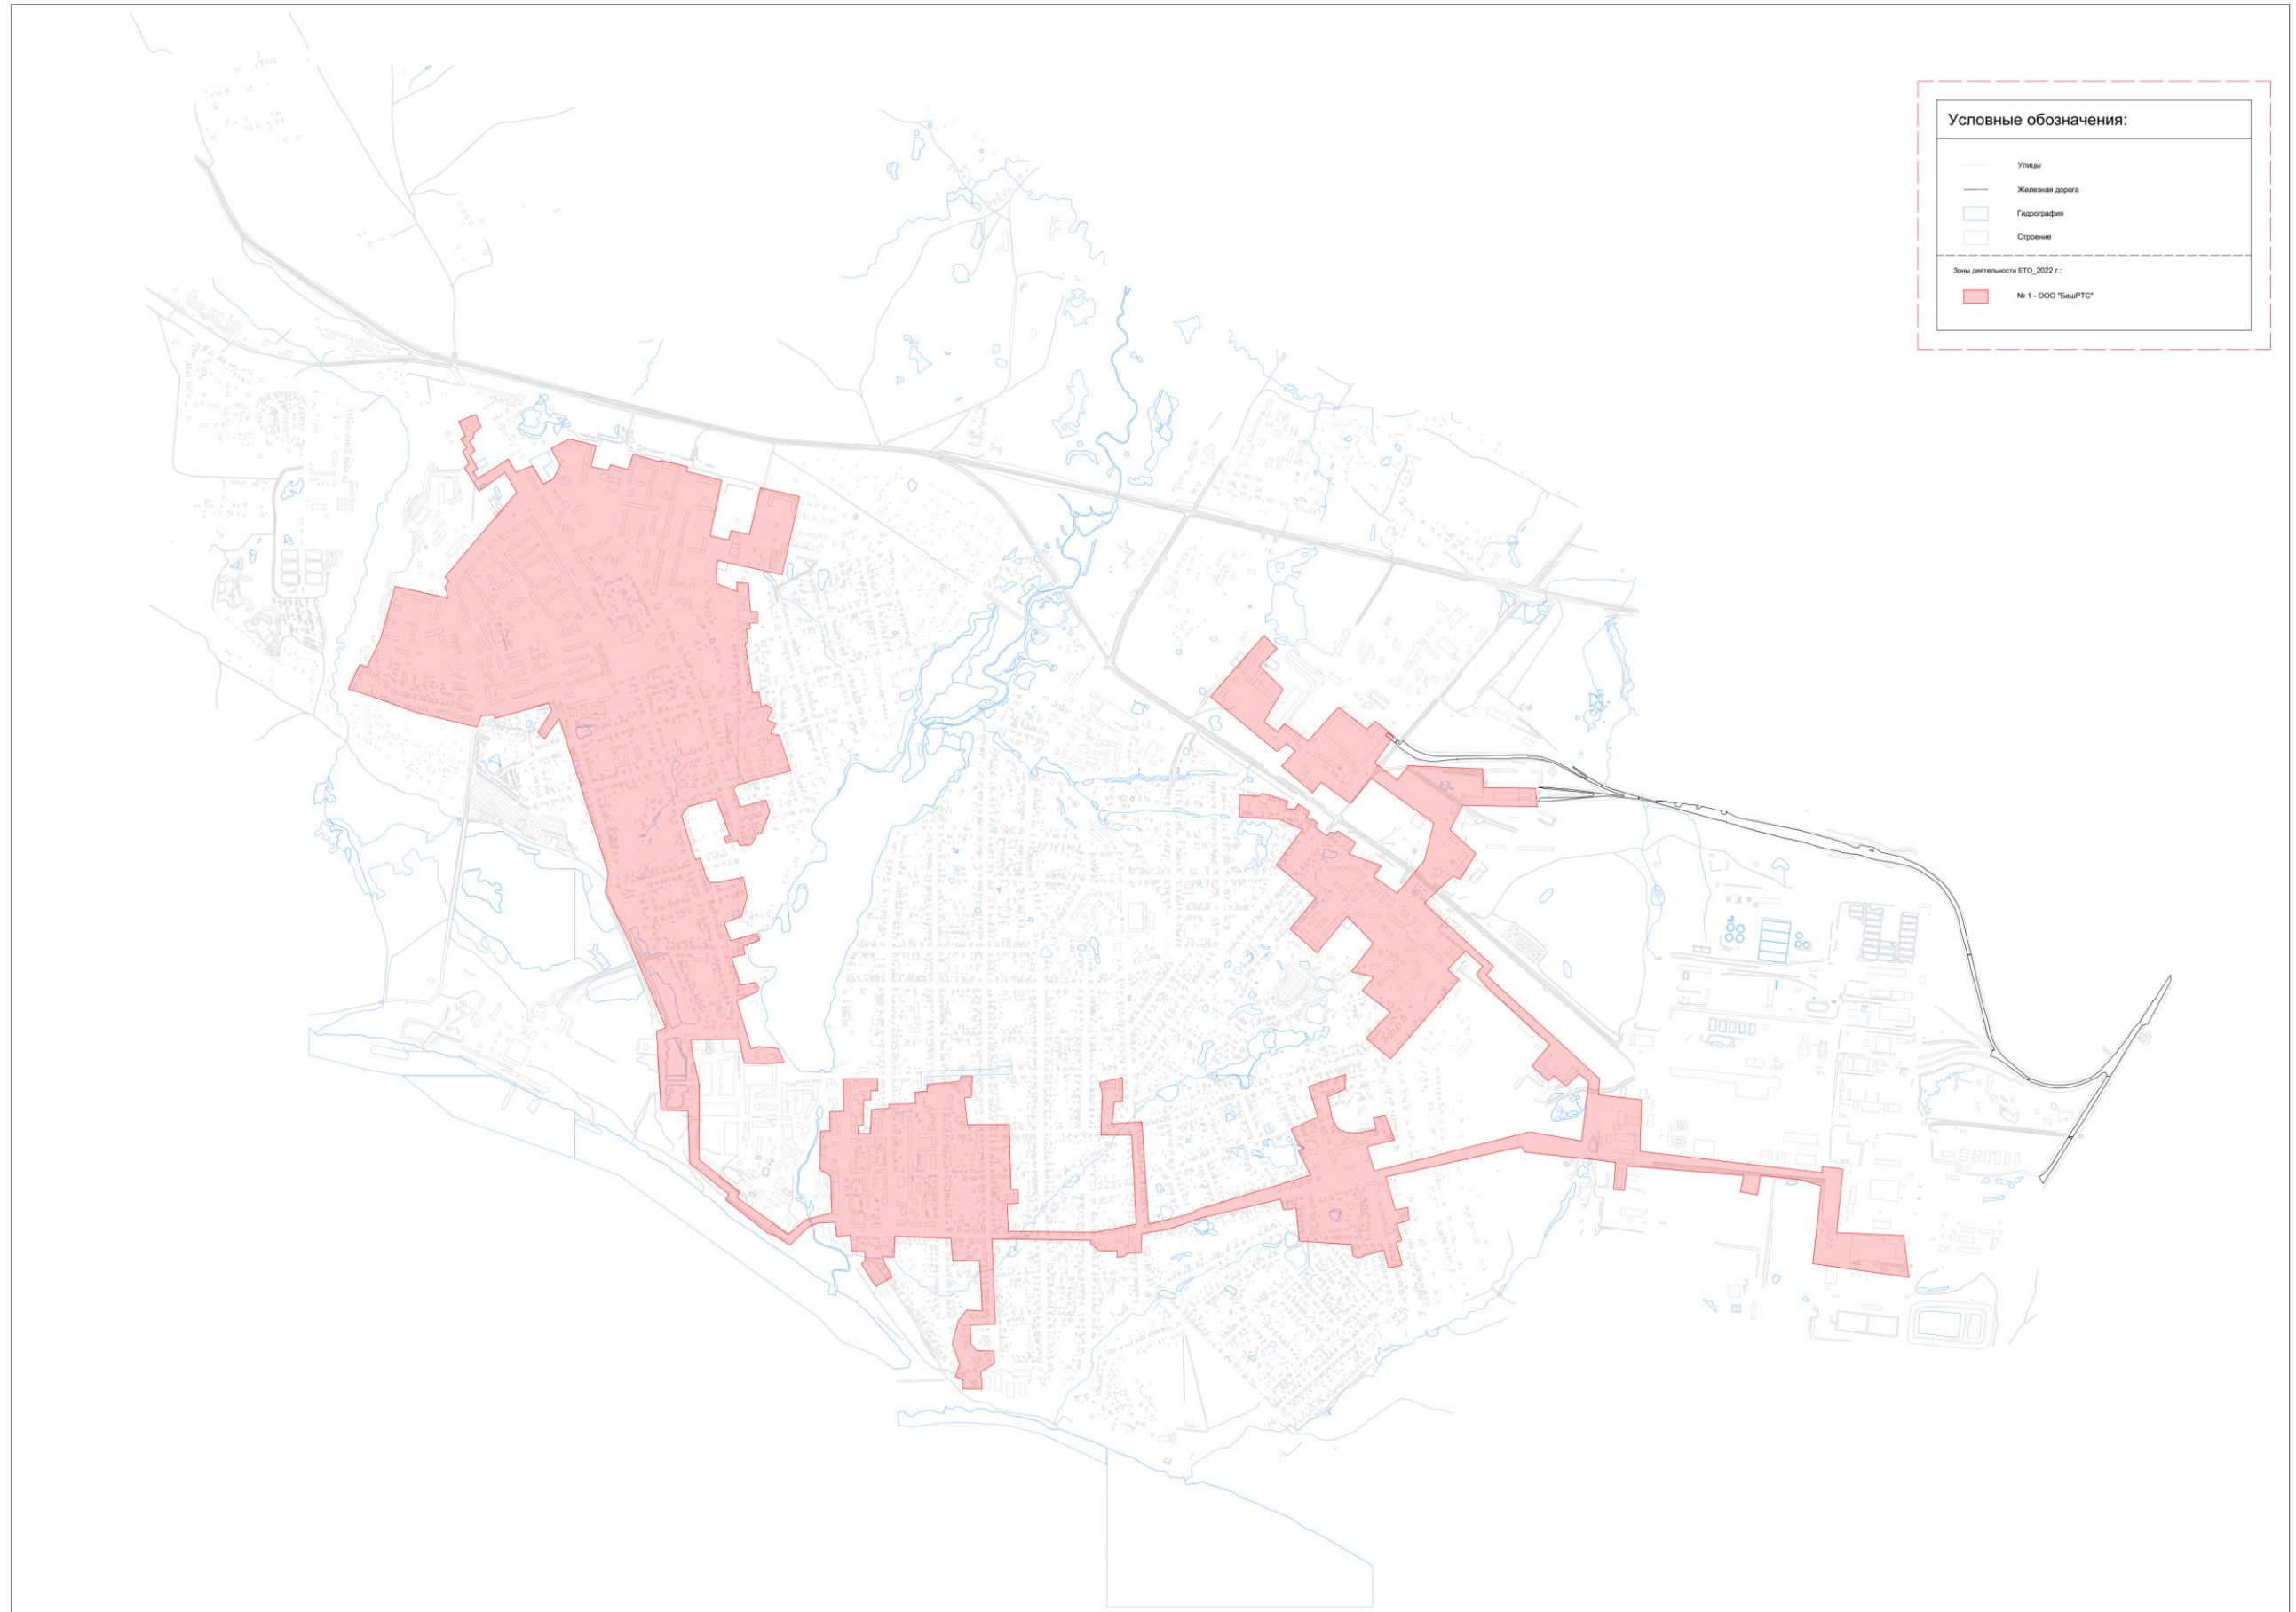 Условные обозначения:
Улицы
Железная дорога
Гидрография
Строение
Зоны деятельности ЕТО_2022 г.:
№ 1 - ООО "БашРТС"